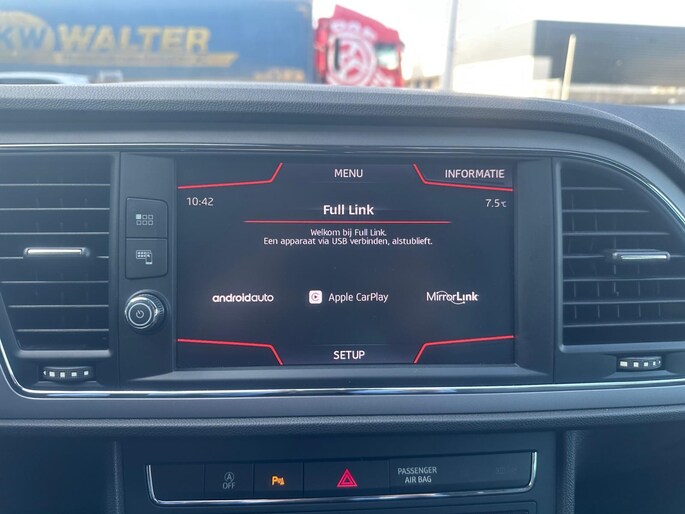 KW WALTER
MENU
INFORMATIE
10:42
7.5°C
Full Link
Welkom bij Full Link.
Een apparaat via USB verbinden, alstublieft.
androidauto
Apple CarPlay
MirrorLink
SETUP
A
OFF
P
PASSENGER
AIR BAG